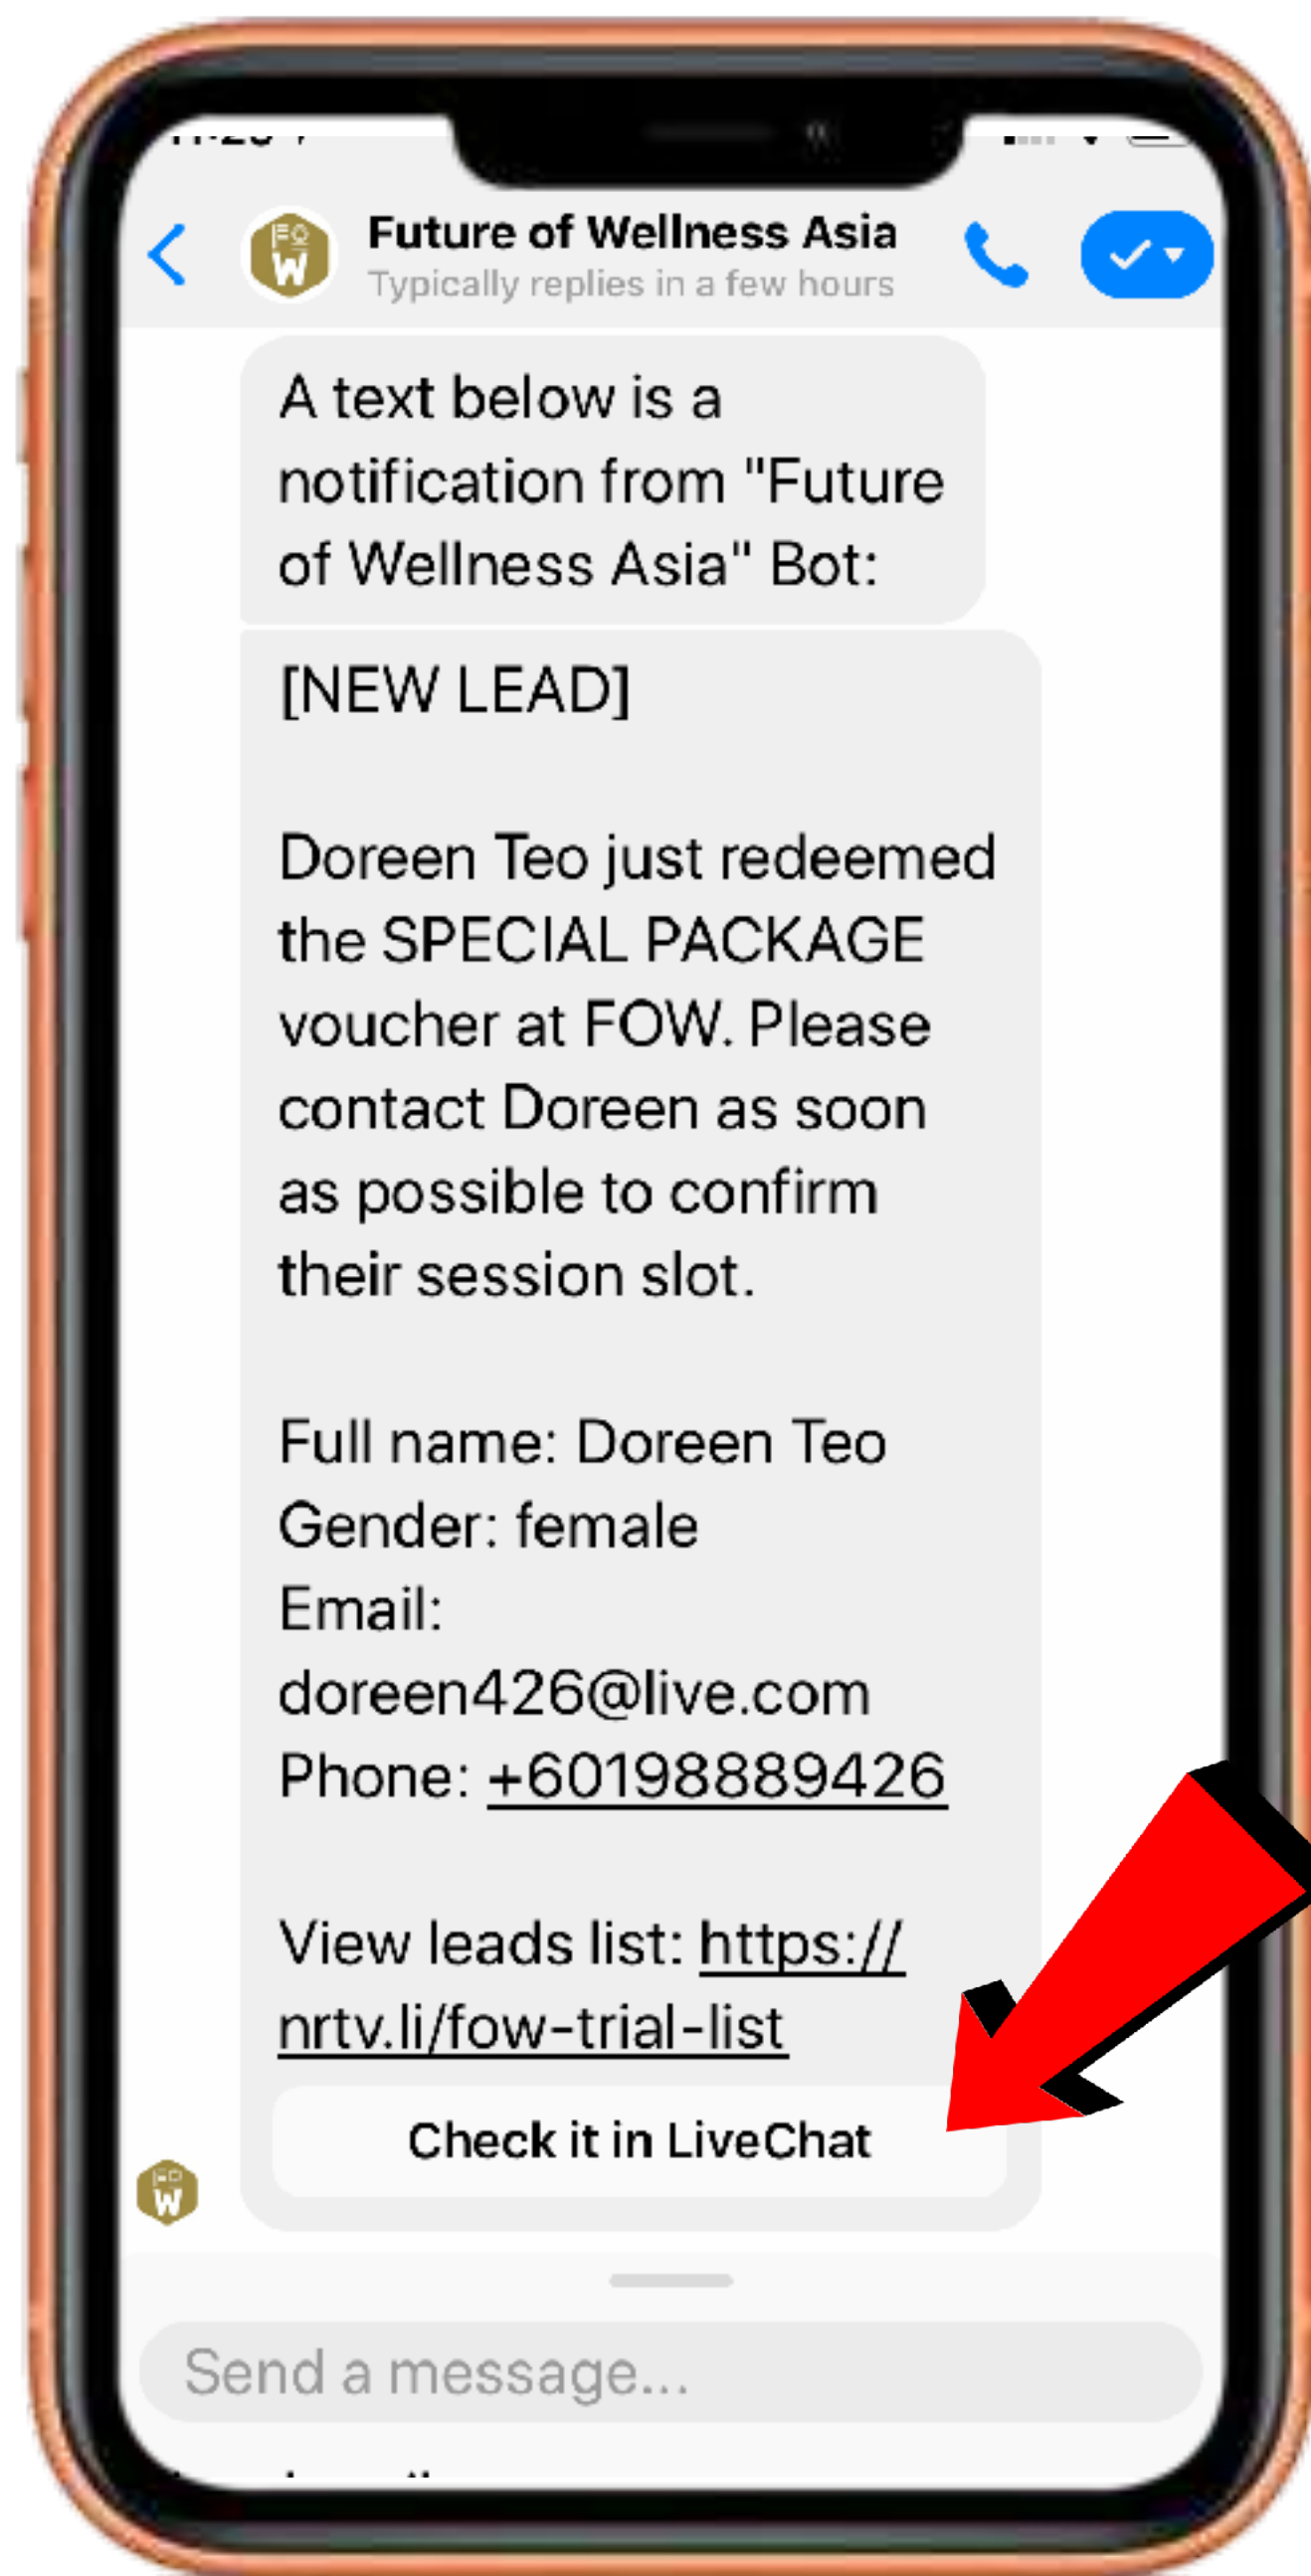 Future of Wellness Asia
Typically replies in a few hours
A text below is a
notification from "Future
of Wellness Asia" Bot:
[NEW LEAD]
Doreen Teo just redeemed
the SPECIAL PACKAGE
voucher at FOW. Please
contact Doreen as soon
as possible to confirm
their session slot.
Full name: Doreen Teo
Gender: female
Email:
doreen426@live.com
Phone: +60198889426
View leads list: https://
nrtv.li/fow-trial-list
Check it in LiveChat
Send a message...